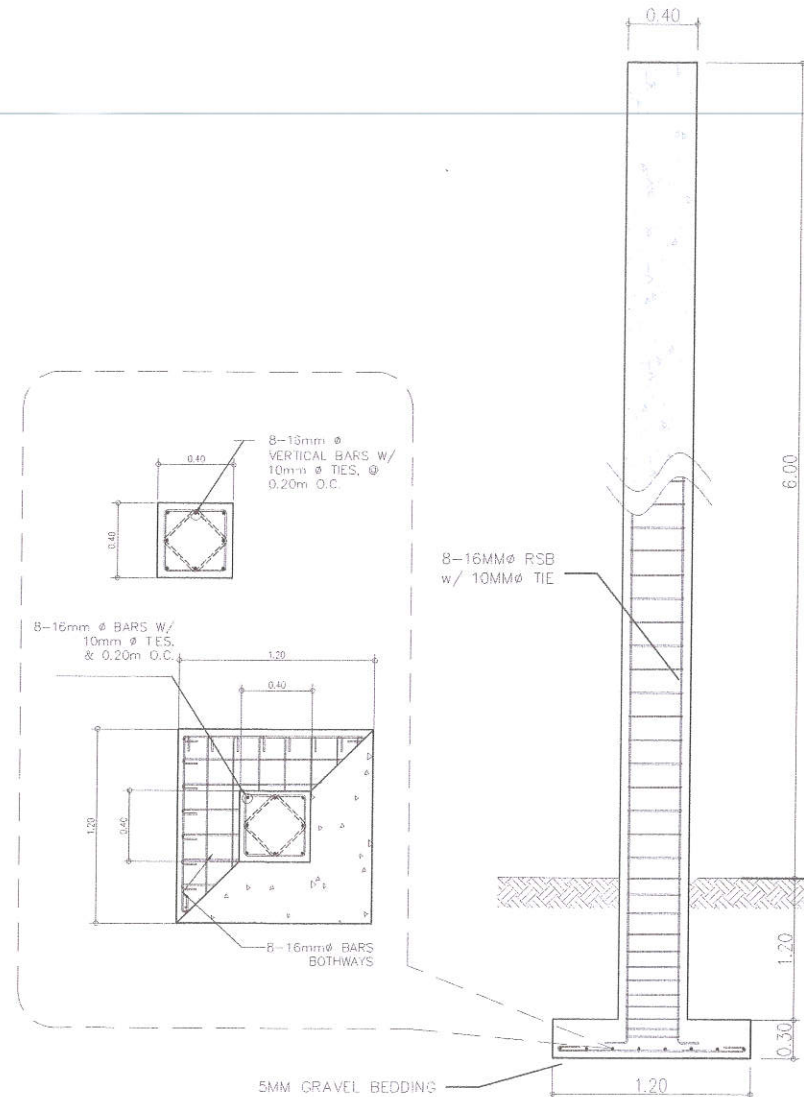 0.40
6.00
8-16mm ø
VERTICAL BARS W/
10mm ø TIES, @
0.20m O.C.
0.40
0.40
8-16MMø RSB
w/ 10MMø TIE
8-16mm ø BARS W/
10mm ø TIES,
& 0.20m O.C.
1.20
0.40
1.20
0.40
8-16mmø BARS
BOTHWAYS
1.20
0.30
5MM GRAVEL BEDDING
1.20